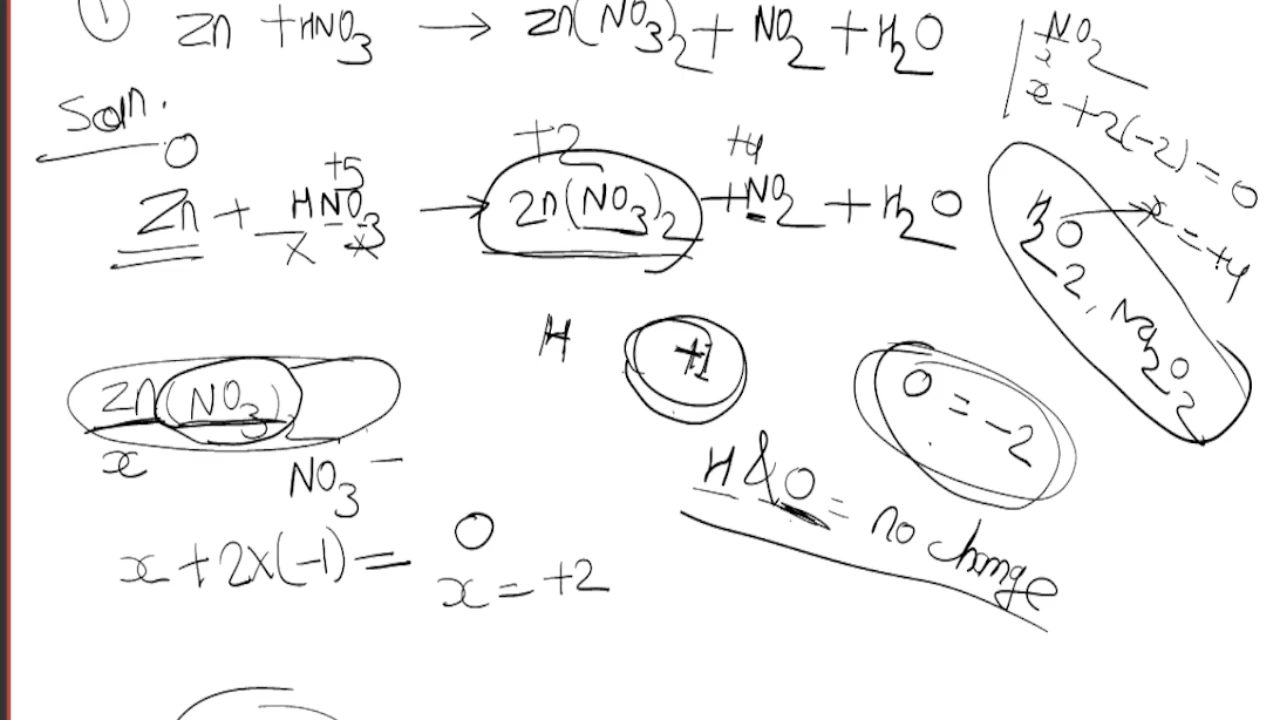 ① Zn + HNO3 → Zn(NO3)2 + NO2 + H2O
Soln.
0 +5 +2 +4
Zn + HNO3 → Zn(NO3)2 + NO2 + H2O
x x
NO2
x
x + 2(-2) = 0
x = +4
H2O2, Na2O2
H +1
O = -2
H & O = no change
Zn(NO3)2
x NO3 –
x + 2x(-1) = 0
x = +2